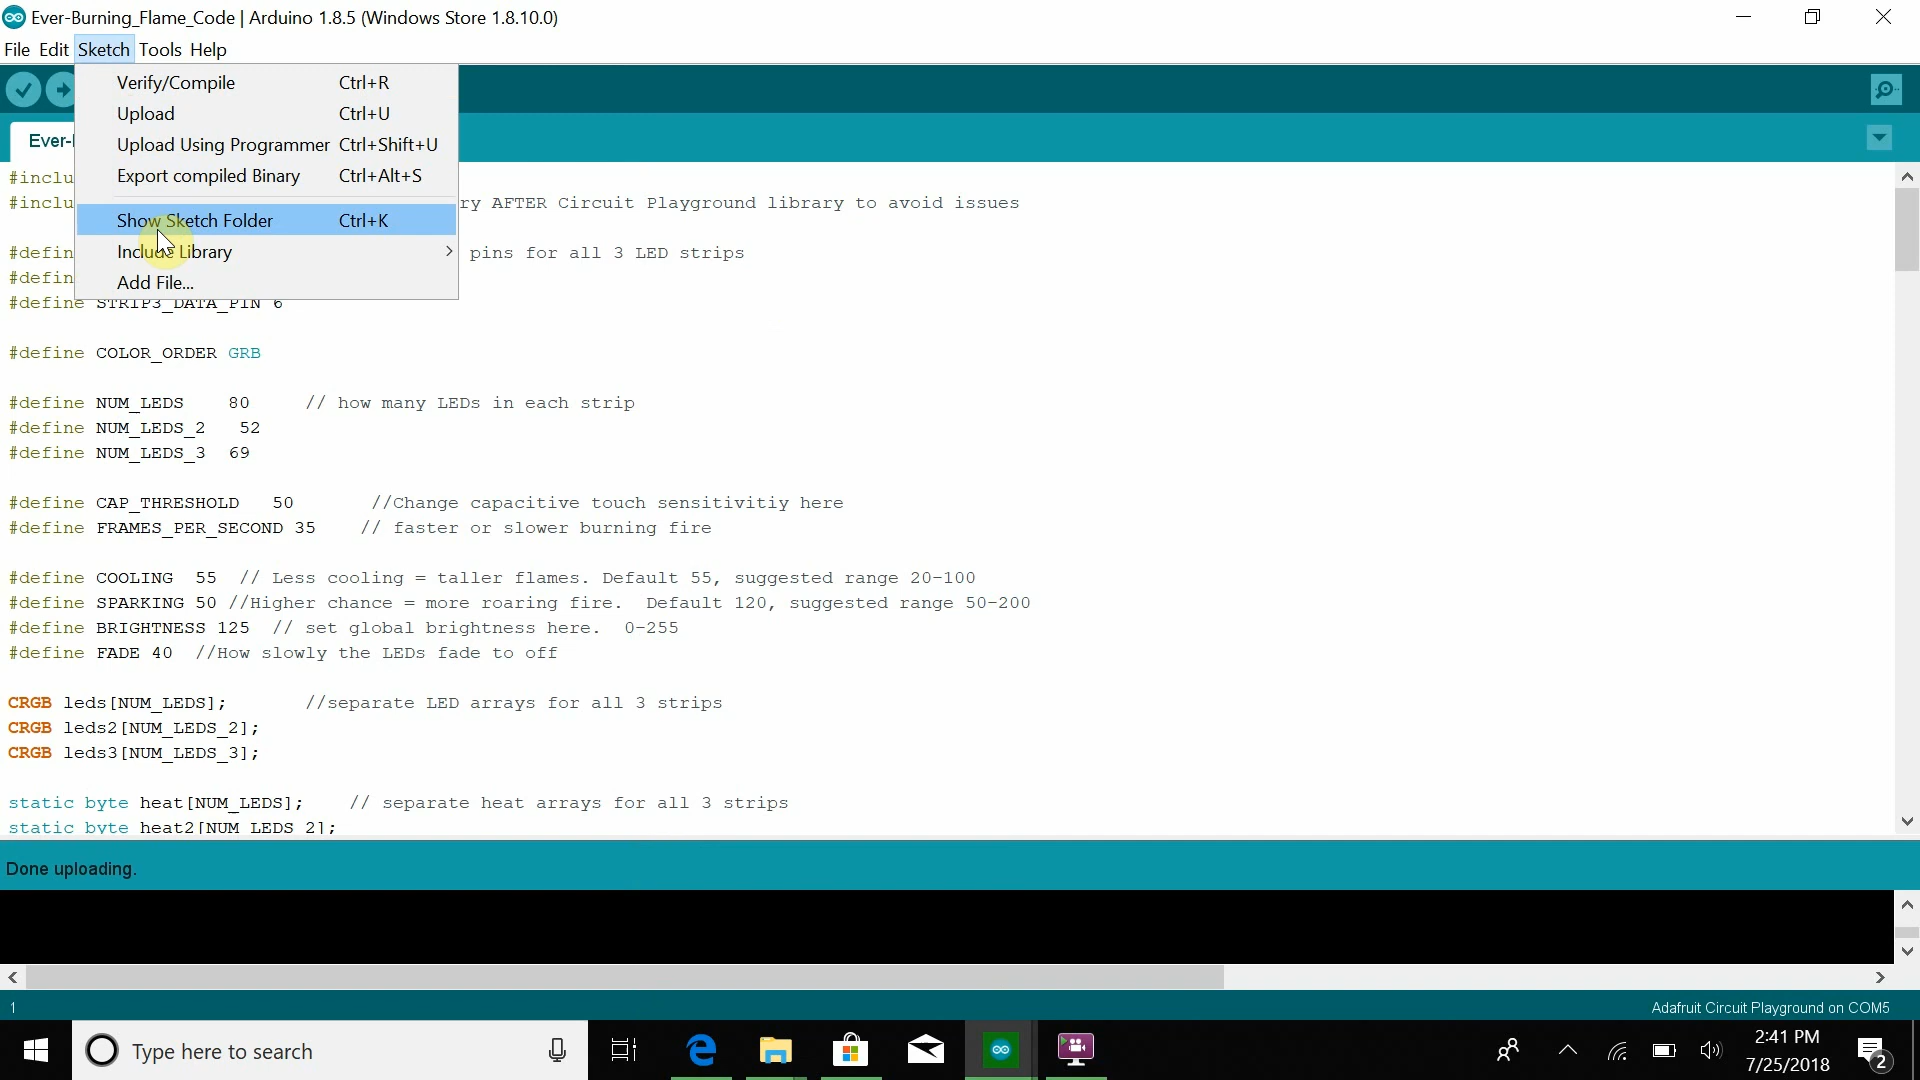 Ever-Burning_Flame_Code | Arduino 1.8.5 (Windows Store 1.8.10.0)
File Edit Sketch Tools Help
Verify/Compile Ctrl+R
Upload Ctrl+U
Upload Using Programmer Ctrl+Shift+U
Export compiled Binary Ctrl+Alt+S
Show Sketch Folder Ctrl+K
Include Library
Add File...
Ever-
#inclu
#inclu ry AFTER Circuit Playground library to avoid issues
#defin pins for all 3 LED strips
#defin
#define STRIP3_DATA_PIN 6
#define COLOR_ORDER GRB
#define NUM_LEDS 80 // how many LEDs in each strip
#define NUM_LEDS_2 52
#define NUM_LEDS_3 69
#define CAP_THRESHOLD 50 //Change capacitive touch sensitivitiy here
#define FRAMES_PER_SECOND 35 // faster or slower burning fire
#define COOLING 55 // Less cooling = taller flames. Default 55, suggested range 20-100
#define SPARKING 50 //Higher chance = more roaring fire. Default 120, suggested range 50-200
#define BRIGHTNESS 125 // set global brightness here. 0-255
#define FADE 40 //How slowly the LEDs fade to off
CRGB leds[NUM_LEDS]; //separate LED arrays for all 3 strips
CRGB leds2[NUM_LEDS_2];
CRGB leds3[NUM_LEDS_3];
static byte heat[NUM_LEDS]; // separate heat arrays for all 3 strips
static byte heat2[NUM_LEDS_2];
Done uploading.
1 Adafruit Circuit Playground on COM5
Type here to search
2:41 PM
7/25/2018
2